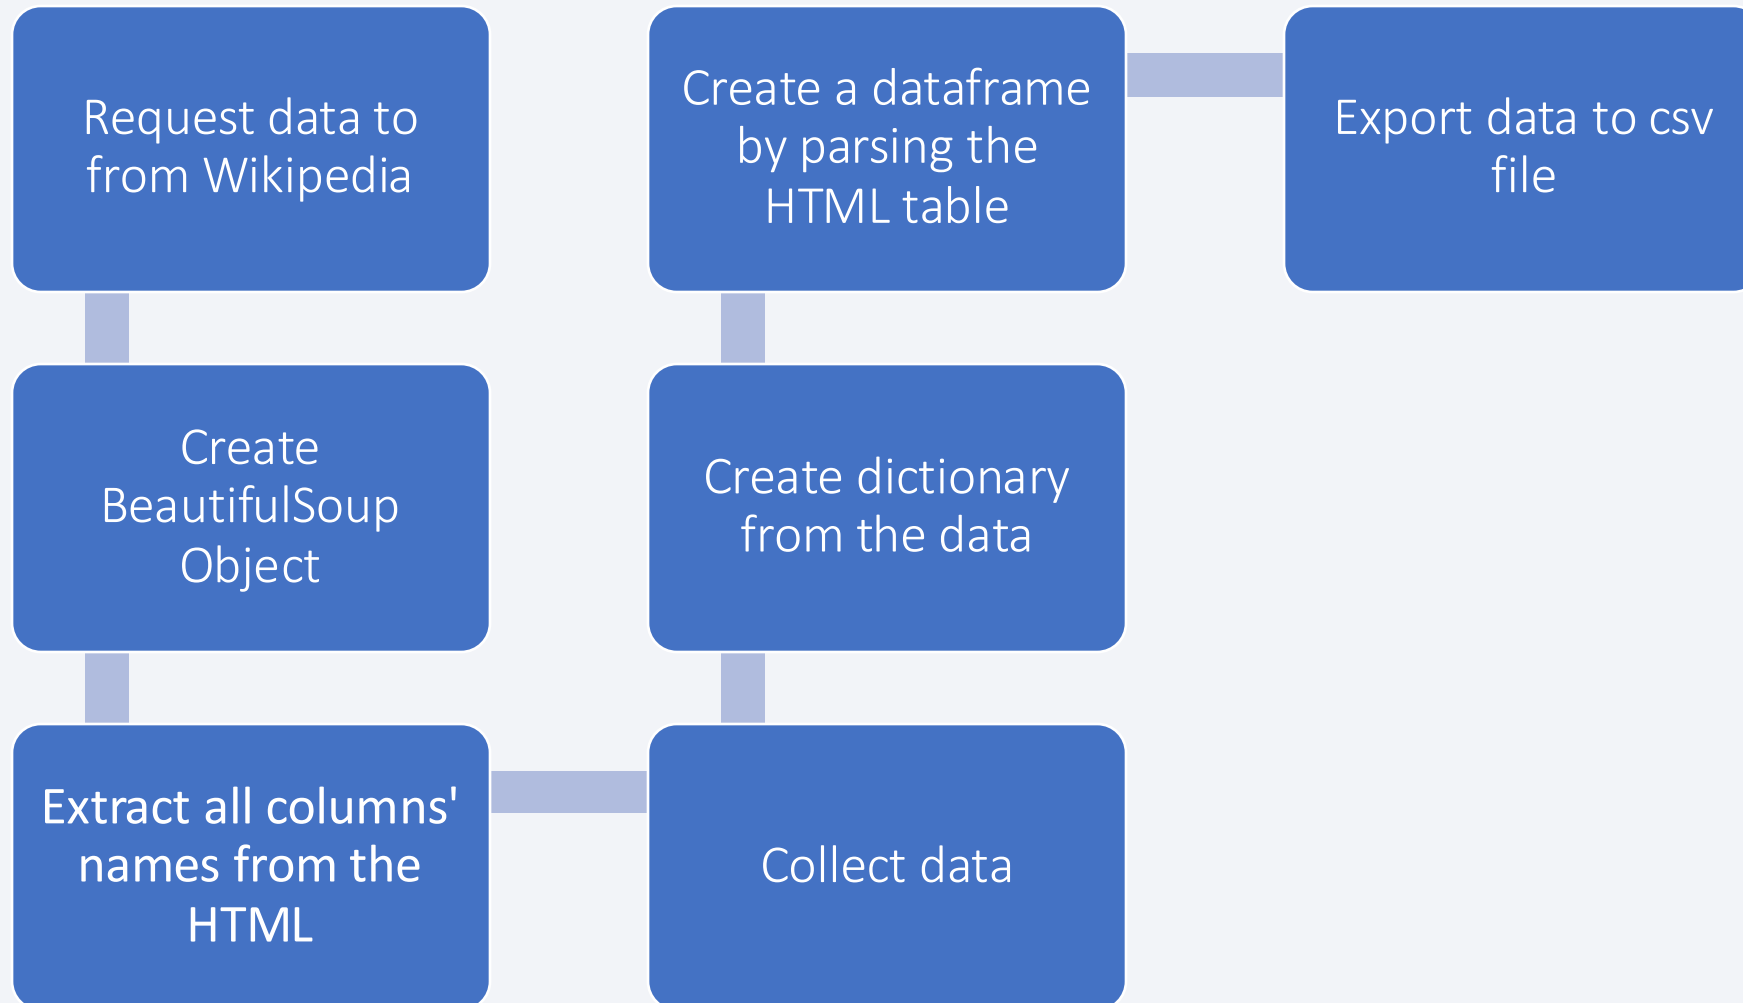 Request data to
from Wikipedia
Create
BeautifulSoup
Object
Extract all columns'
names from the
HTML
Collect data
Create dictionary
from the data
Create a dataframe
by parsing the
HTML table
Export data to csv
file